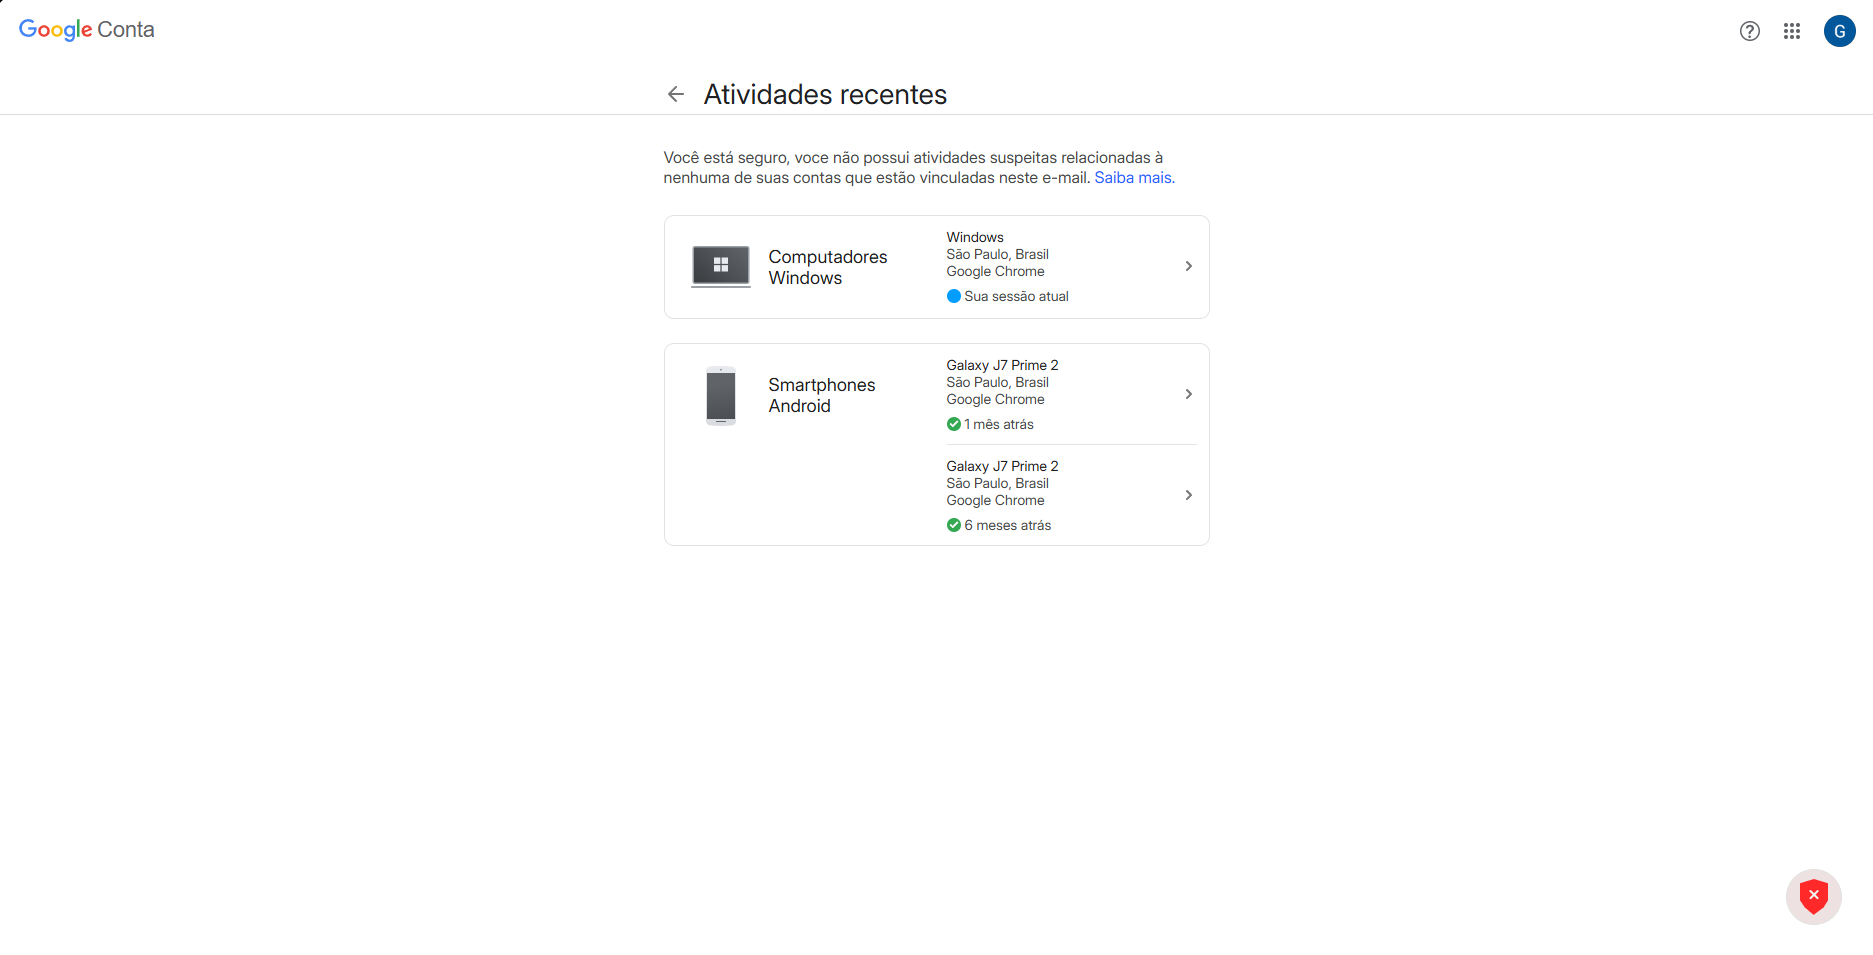 Google Conta
G
Atividades recentes
Você está seguro, voce não possui atividades suspeitas relacionadas à
nenhuma de suas contas que estão vinculadas neste e-mail. Saiba mais.
Computadores
Windows
Windows
São Paulo, Brasil
Google Chrome
Sua sessão atual
Smartphones
Android
Galaxy J7 Prime 2
São Paulo, Brasil
Google Chrome
1 mês atrás
Galaxy J7 Prime 2
São Paulo, Brasil
Google Chrome
6 meses atrás